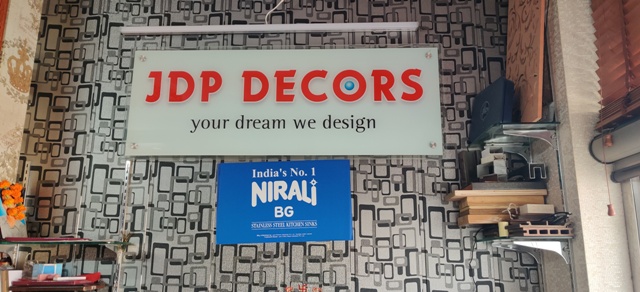 JDP DECORS
your dream we design
India's No. 1
NIRALI
BG
STAINLESS STEEL KITCHEN SINKS